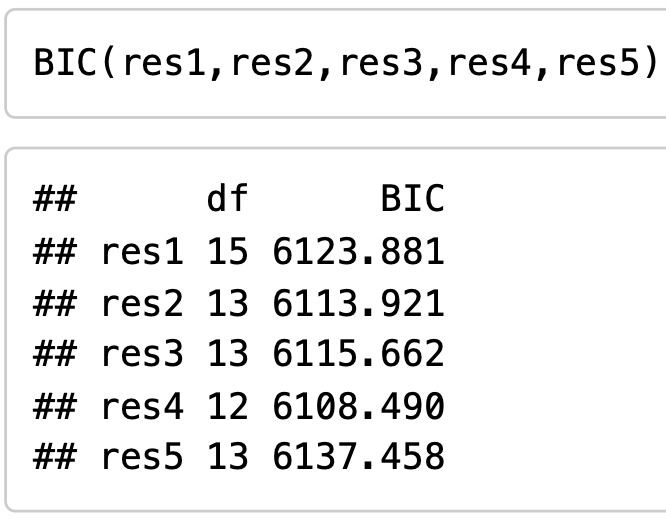 BIC(res1,res2,res3,res4,res5)
##      df      BIC
## res1 15 6123.881
## res2 13 6113.921
## res3 13 6115.662
## res4 12 6108.490
## res5 13 6137.458